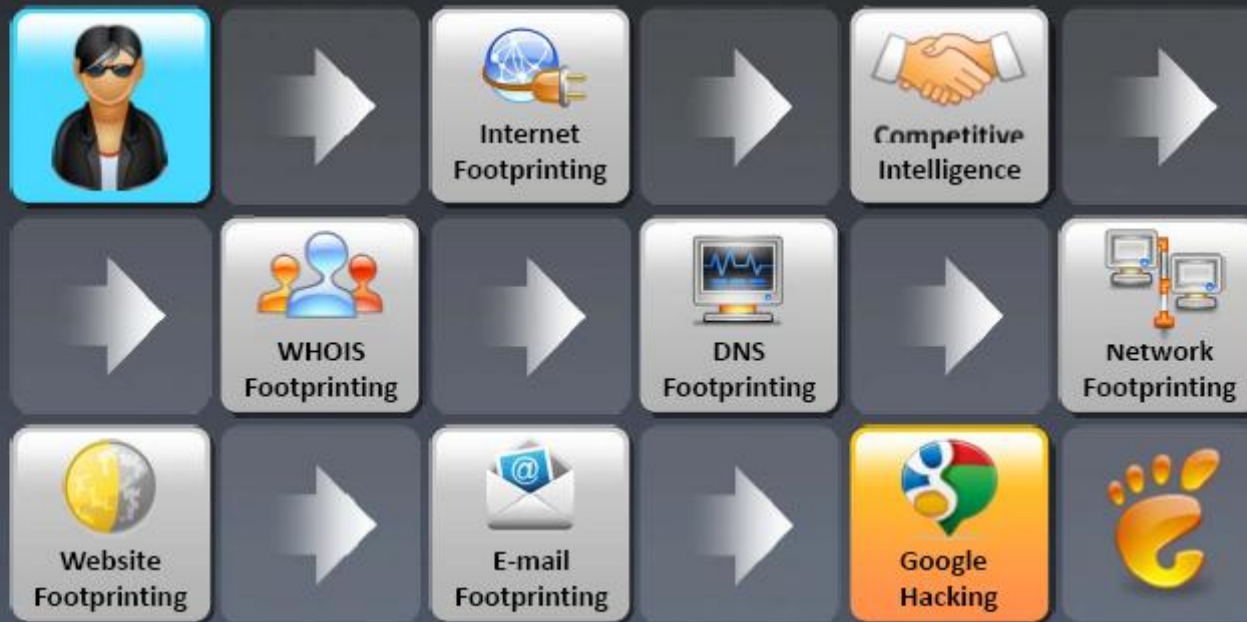 Internet
Footprinting
Competitive
Intelligence
WHOIS
Footprinting
DNS
Footprinting
Network
Footprinting
Website
Footprinting
E-mail
Footprinting
Google
Hacking